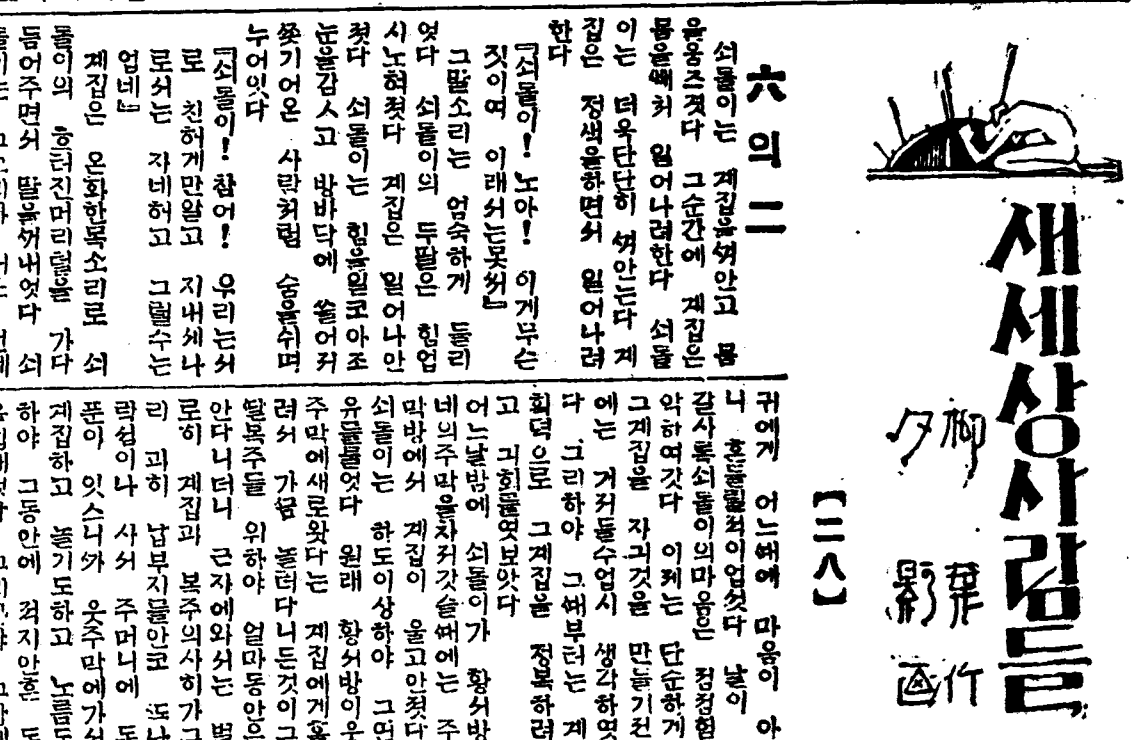 새세상사람들
柳葉作
夕影画
【二八】
六의 二
쇠돌이는 계집을껴안고 몸
을웅즈젓다 그순간에 계집은
몸을빼처 일어나려한다 쇠돌
이는 더욱단단히 껴안는다 계
집은 정색을하면서 일어나려
한다
『쇠돌이! 노아! 이게무슨
짓이여 이래서는못써』
그말소리는 엄숙하게 들리
엇다 쇠돌이의 두팔은 힘업
시노혀젓다 계집은 일어나안
젓다 쇠돌이는 힘을일코아조
눈을감ㅅ고 방바닥에 쓸어저
쫏기어온 사람처럼 숨을쉬며
누어잇다
『쇠돌이! 참어! 우리는서
로 친허게만알고 지내세나
로서는 자네허고 그럴수는
업네』
계집은 온화한목소리로 쇠
돌이의 흐터진머리털을 가다
듬어주면서 팔을꺼내엇다 쇠
귀에게 어느때에 마음이 아
니 흔들릴적이업섯다 날이
갈사록쇠돌이의마음은 컴컴험
악하여갓다 이제는 단순하게
그계집을 자긔것을 만늘기전
에는 거저둘수업시 생각하엿
다 그리하야 그때부터는 계
획덕으로 그계집을 정복하려
고 긔회를엿보앗다
어느날밤에 쇠돌이가 황서방
네의주막을차저갓슬때에는 주
막방에서 계집이 울고안젓다
쇠돌이는 하도이상하야 그연
유를물엇다 원래 황서방이웃
주막에새로왓다는 계집에게홀
려서 가끔 놀러다니든것이그
딸복주들 위하야 얼마동안은
안다니더니 근자에와서는 별
로히 계집과 복주의사히가그
리 과히 납부지를안코 또나
락섬이나 사서 주머니에 돈
푼이 잇스니까 웃주막에가서
계집하고 놀기도하고 노름도
하야 그동안에 적지안흔